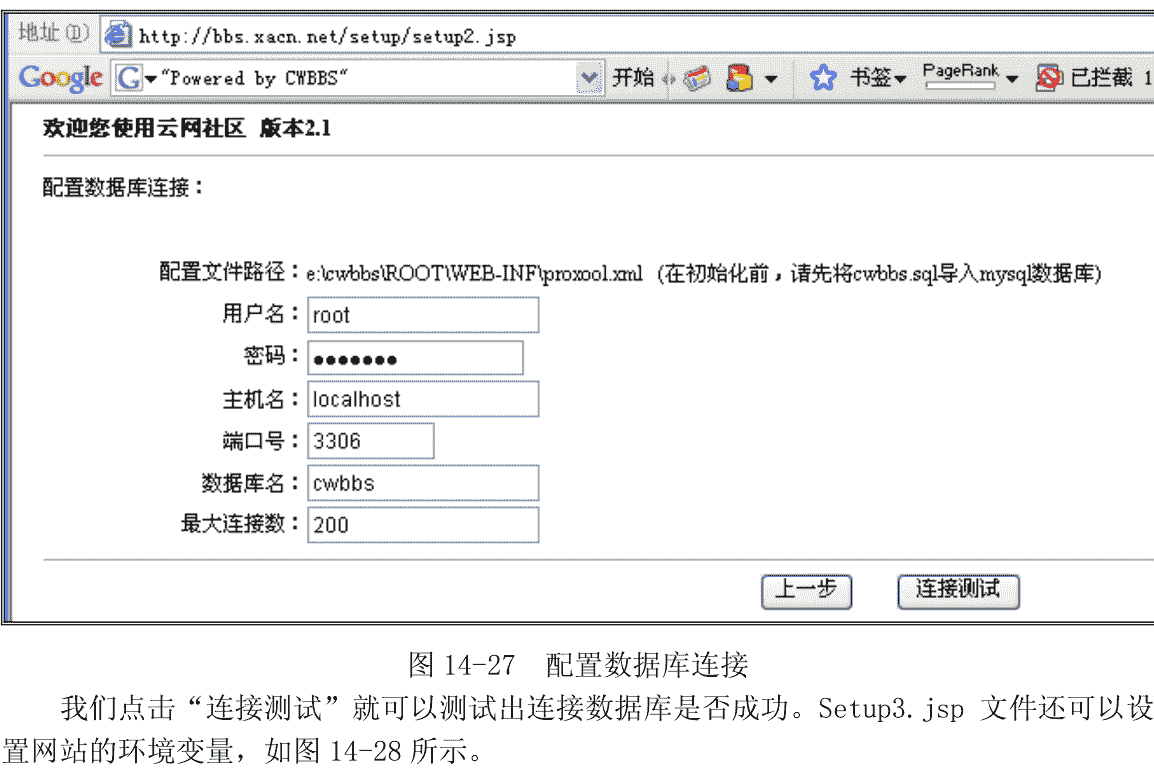 地址(D) http://bbs.xacn.net/setup/setup2.jsp
Google G "Powered by CWBBS" 开始 书签 PageRank 已拦截 1
欢迎您使用云网社区 版本2.1
配置数据库连接：
配置文件路径：e:\cwbbs\ROOT\WEB-INF\proxool.xml (在初始化前，请先将cwbbs.sql导入mysql数据库)
用户名：root
密码：●●●●●●●
主机名：localhost
端口号：3306
数据库名：cwbbs
最大连接数：200
上一步 连接测试
图 14-27 配置数据库连接
我们点击“连接测试”就可以测试出连接数据库是否成功。Setup3.jsp 文件还可以设
置网站的环境变量，如图 14-28 所示。